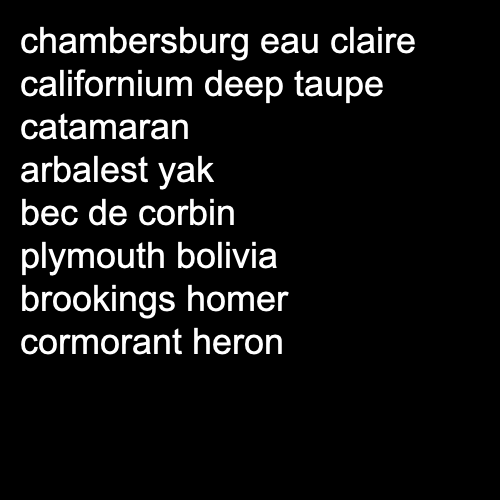 chambersburg eau claire
californium deep taupe
catamaran
arbalest yak
bec de corbin
plymouth bolivia
brookings homer
cormorant heron